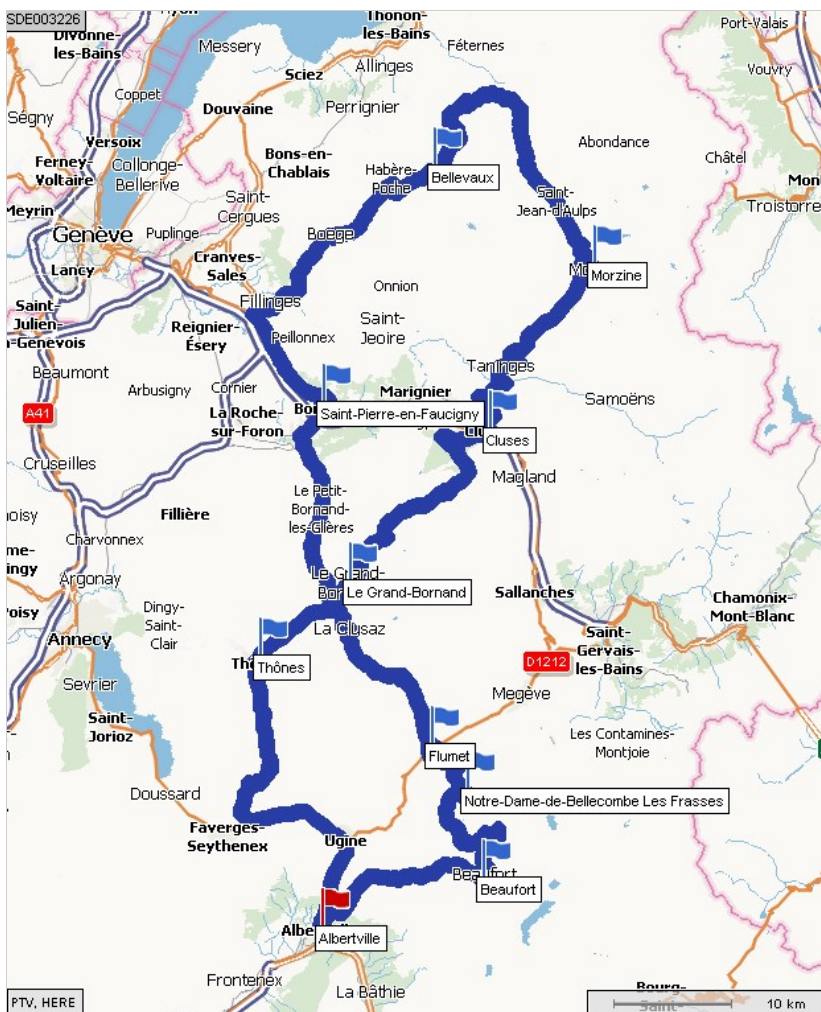 SDE003226
Thonon-
les-Bains
Port-Valais
Divonne-
les-Bains
Messery
Féternes
Vouvry
Sciez
Allinges
Coppet
Douvaine
Perrignier
Ségny
Versoix
Bons-en-
Chablais
Abondance
Châtel
Ferney-
Voltaire
Collonge-
Bellerive
Habère-
Poche
Bellevaux
Saint-
Jean-d'Aulps
Saint-
Cergues
Meyrin
Troistorre
Genève
Puplinge
Boëge
Lancy
Cranves-
Sales
Morzine
Onnion
Fillinges
Saint-
Julien-
n-Genevois
Reignier-
Ésery
Peillonnex
Saint-
Jeoire
Beaumont
Taninges
Arbusigny
Cornier
Marignier
Samoëns
A41
La Roche-
sur-Foron
Saint-Pierre-en-Faucigny
Cluses
Cruseilles
Magland
Le Petit-
Bornand-
les-Glières
Fillière
Charvonnex
Le Grand-
Le Grand-Bornand
Argonay
Sallanches
Chamonix-
Mont-Blanc
Poisy
Dingy-
Saint-
Clair
Annecy
La Clusaz
Saint-
Gervais-
les-Bains
Thônes
D1212
Sevrier
Megève
Saint-
Jorioz
Les Contamines-
Montjoie
Flumet
Notre-Dame-de-Bellecombe Les Frasses
Doussard
Faverges-
Seythenex
Ugine
Beaufort
Albertville
Frontenex
La Bâthie
Bourg-
Saint-
PTV, HERE
10 km